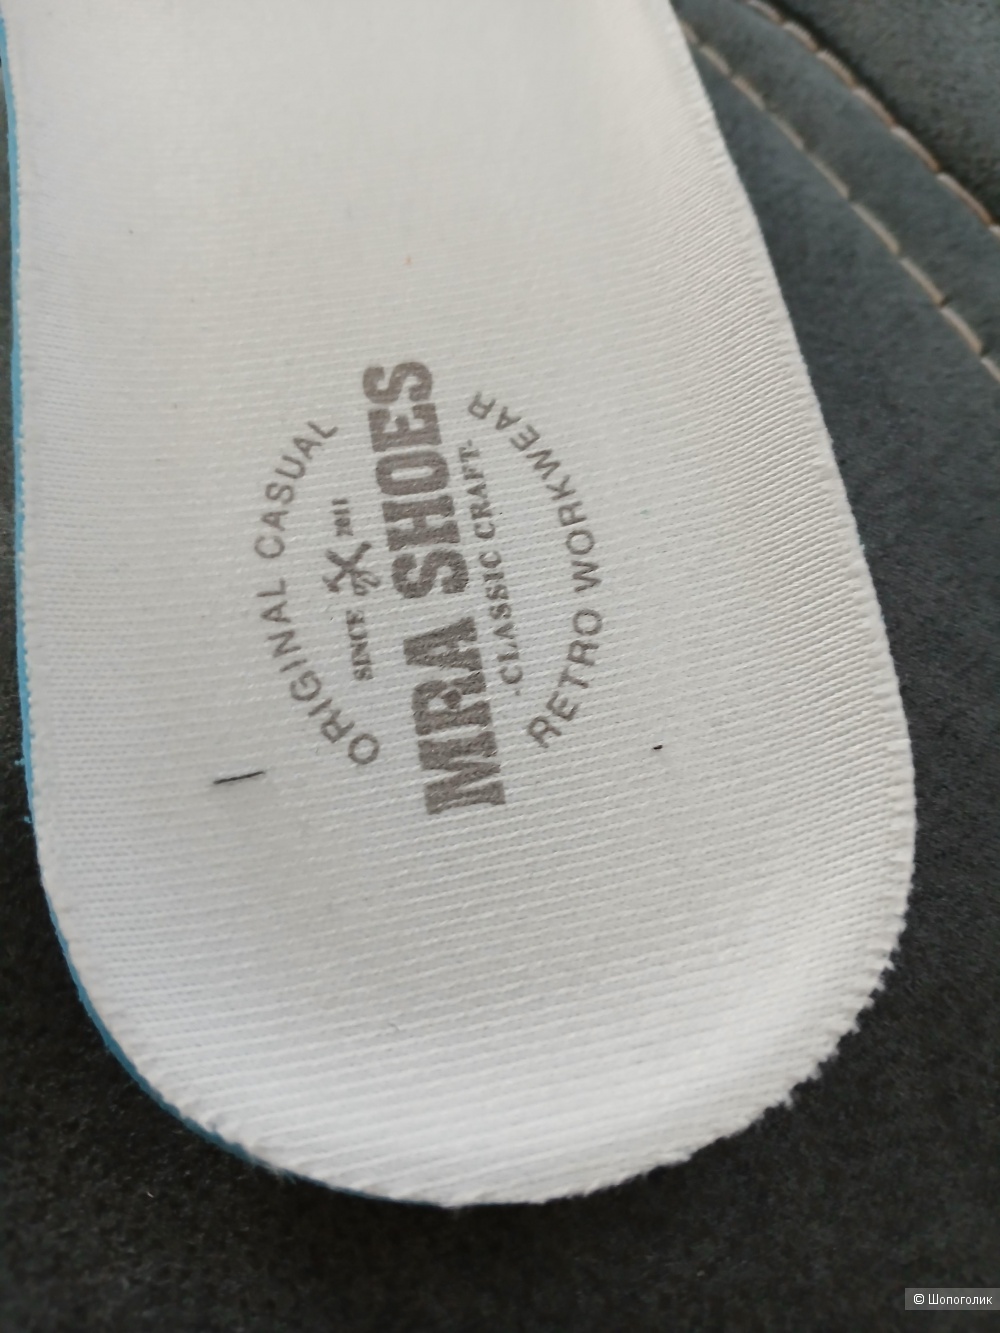 ORIGINAL CASUAL
SINCE 2011
MRA SHOES
-CLASSIC CRAFT-
RETRO WORKWEAR
© Шопоголик